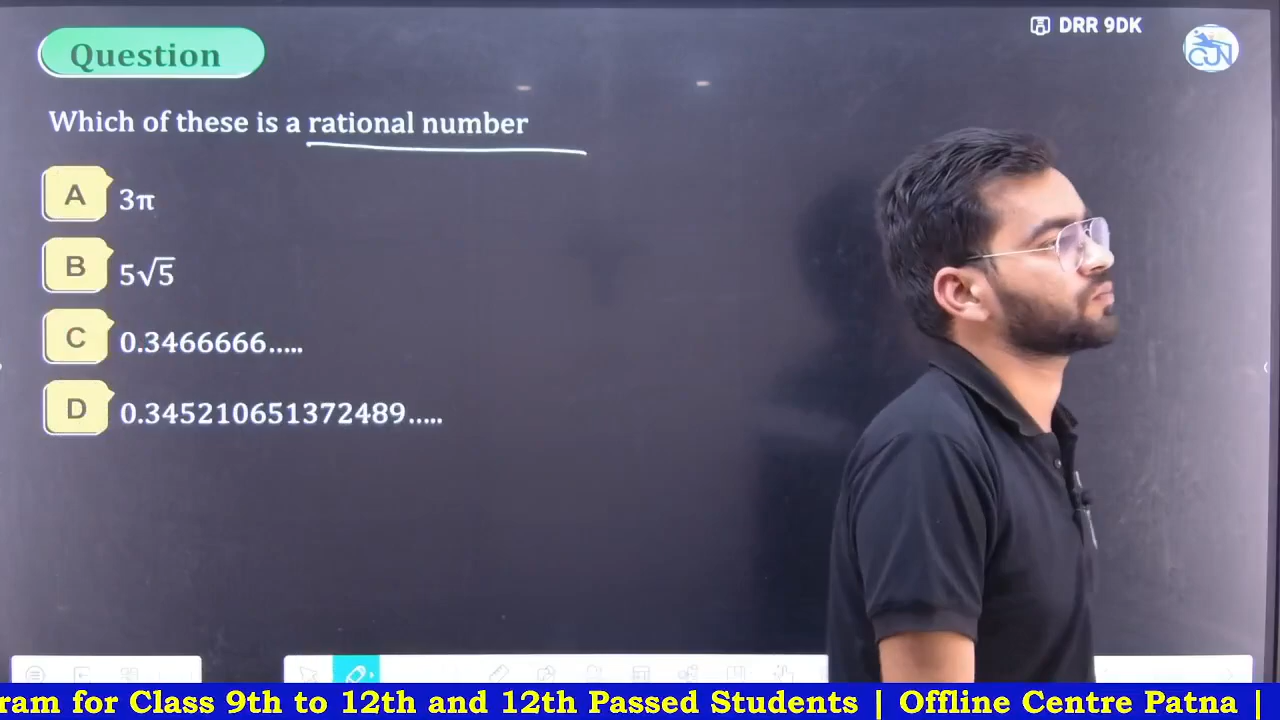 DRR 9DK
CJN
Question
Which of these is a rational number
A 3π
B 5√5
C 0.3466666.....
D 0.345210651372489.....
ram for Class 9th to 12th and 12th Passed Students | Offline Centre Patna |